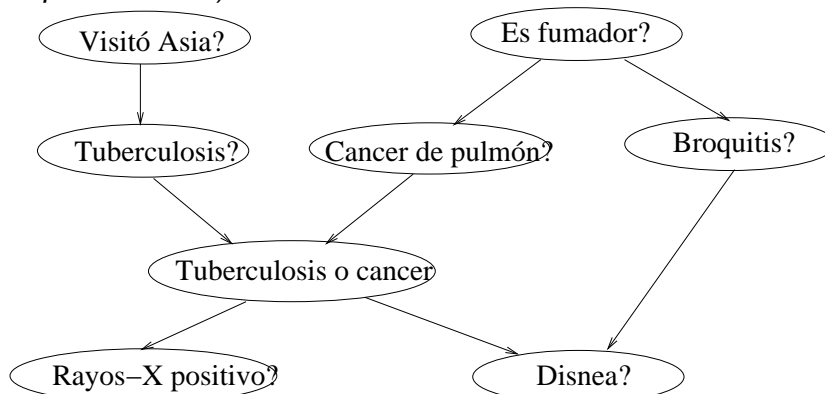 Visitó Asia?
Es fumador?
Tuberculosis?
Cancer de pulmón?
Broquitis?
Tuberculosis o cancer
Rayos−X positivo?
Disnea?